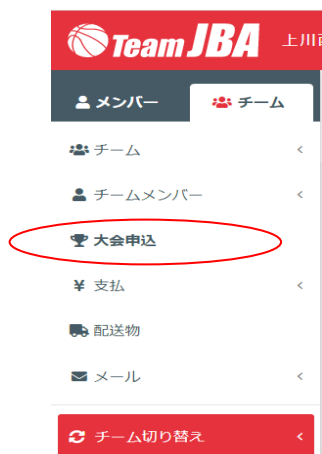 Team JBA 上川
メンバー チーム
チーム
チームメンバー
大会申込
¥ 支払
配送物
メール
チーム切り替え